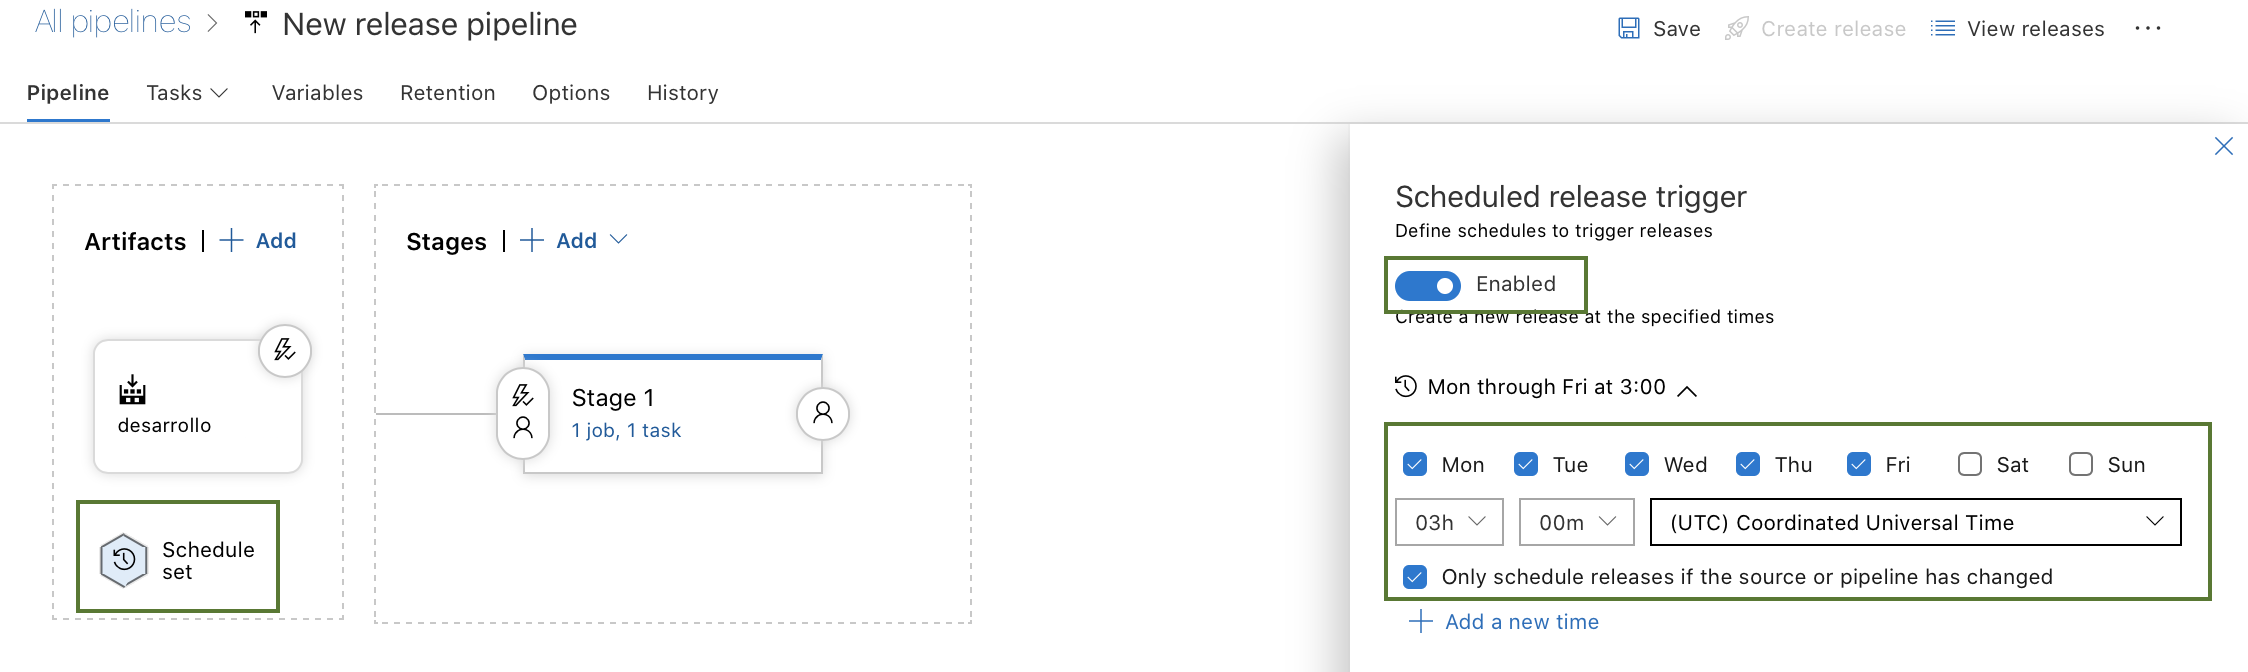 All pipelines > New release pipeline
Save
Create release
View releases
...
Pipeline
Tasks
Variables
Retention
Options
History
Artifacts | + Add
desarrollo
Schedule
set
Stages | + Add
Stage 1
1 job, 1 task
Scheduled release trigger
Define schedules to trigger releases
Enabled
Create a new release at the specified times
Mon through Fri at 3:00
Mon Tue Wed Thu Fri Sat Sun
03h 00m (UTC) Coordinated Universal Time
Only schedule releases if the source or pipeline has changed
+ Add a new time